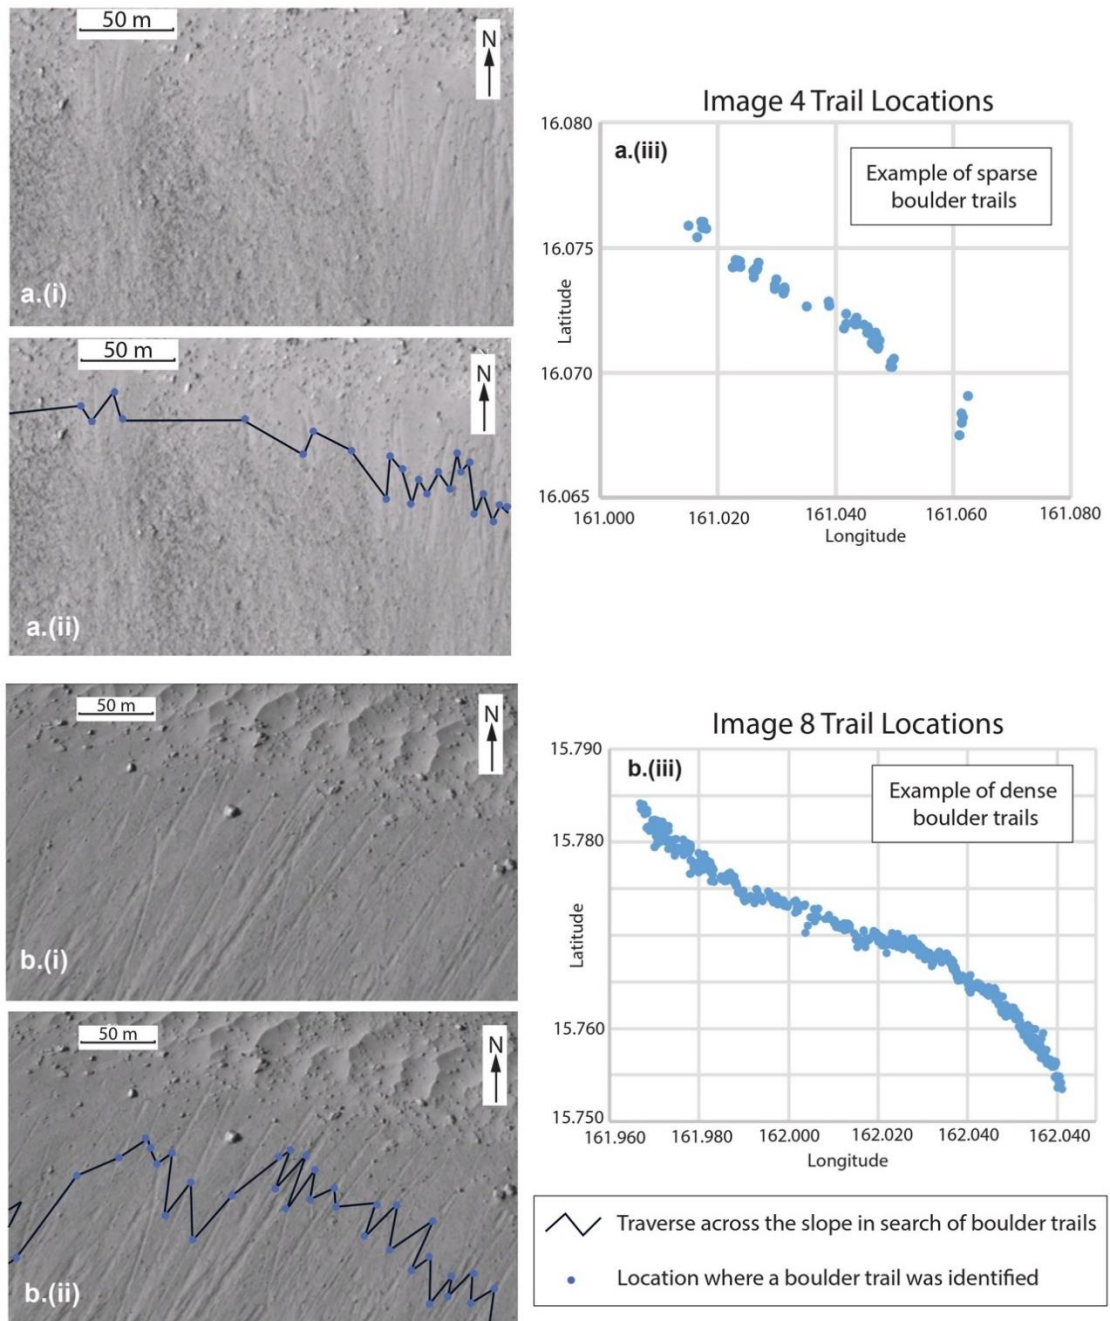 50 m
N
a.(i)
50 m
N
a.(ii)
Image 4 Trail Locations
16.080
a.(iii)
Example of sparse
boulder trails
16.075
Latitude
16.070
16.065
161.000
161.020
161.040
161.060
161.080
Longitude
50 m
N
b.(i)
50 m
N
b.(ii)
Image 8 Trail Locations
15.790
b.(iii)
Example of dense
boulder trails
15.780
Latitude
15.760
15.750
161.960
161.980
162.000
162.020
162.040
162.040
Longitude
Traverse across the slope in search of boulder trails
Location where a boulder trail was identified